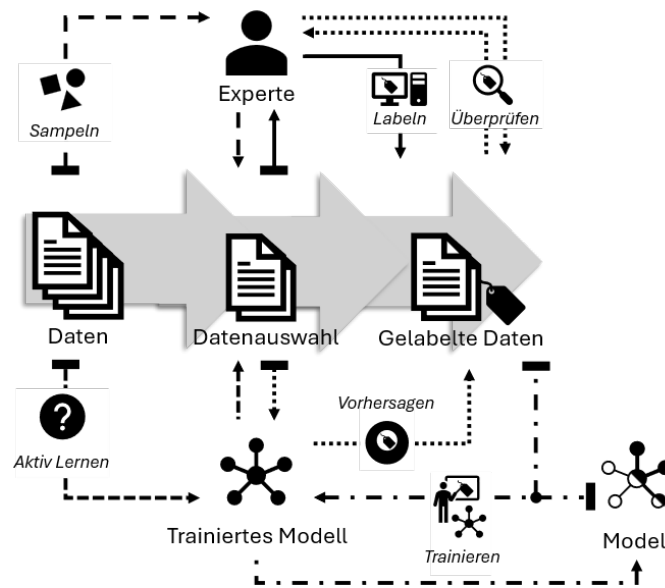 Experte
Sampeln
Labeln
Überprüfen
Daten
Datenauswahl
Gelabelte Daten
?
Aktiv Lernen
Vorhersagen
Trainiertes Modell
Trainieren
Model